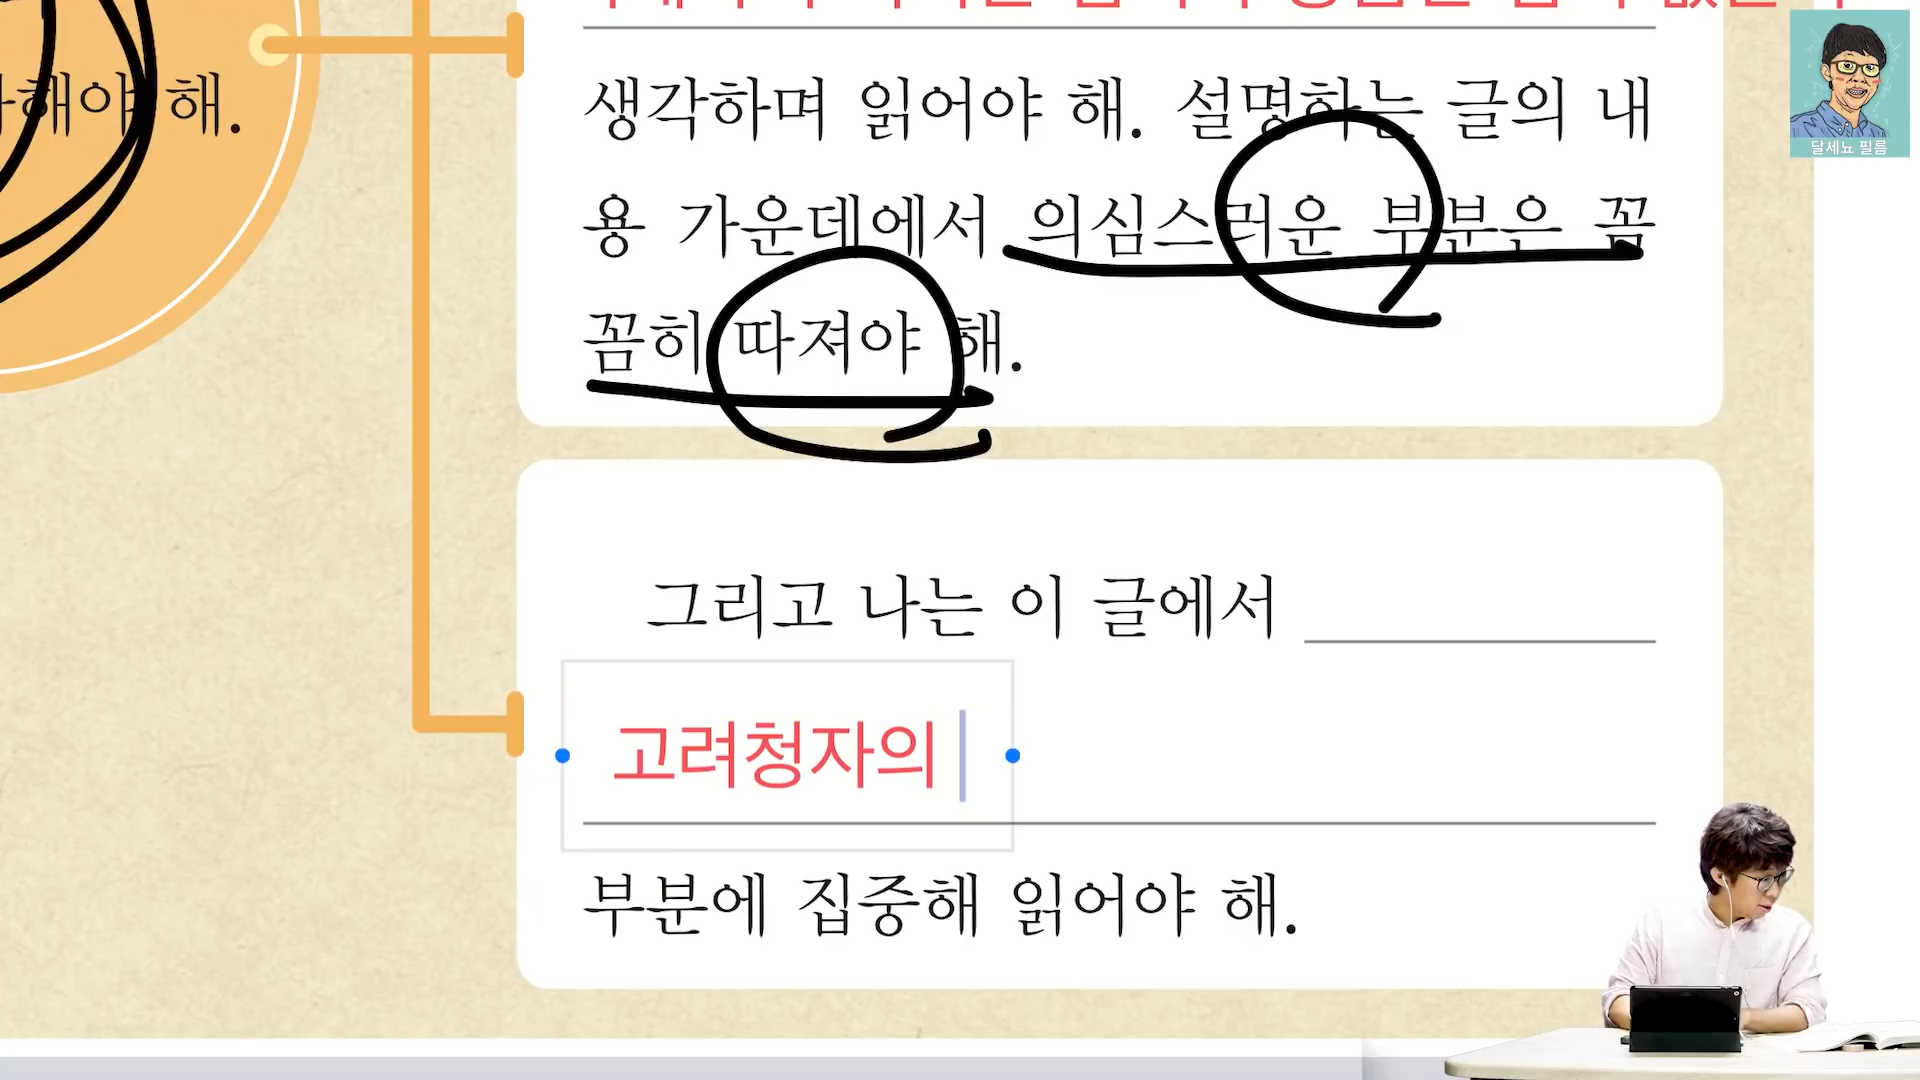 해야 해.
생각하며 읽어야 해. 설명하는 글의 내
용 가운데에서 의심스러운 부분은 꼼
꼼히 따져야 해.
그리고 나는 이 글에서
고려청자의
부분에 집중해 읽어야 해.
달세뇨 필름